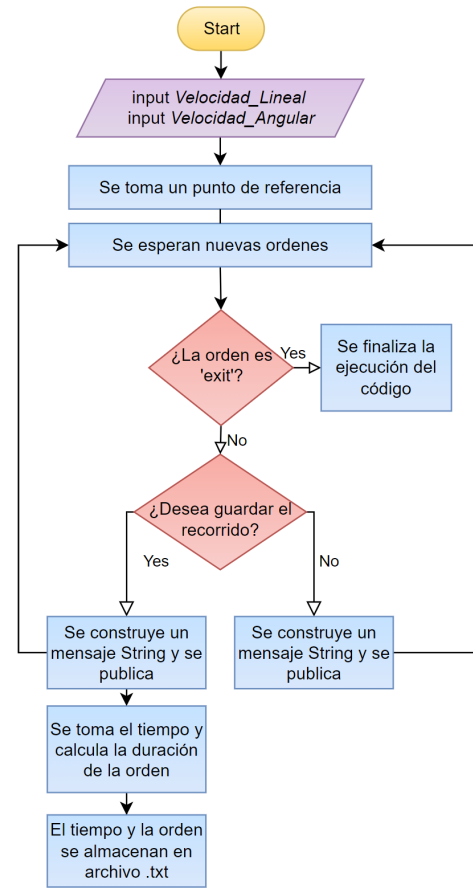 Start
input Velocidad_Lineal
input Velocidad_Angular
Se toma un punto de referencia
Se esperan nuevas ordenes
¿La orden es
'exit'?
Yes
Se finaliza la
ejecución del
código
No
¿Desea guardar el
recorrido?
Yes
No
Se construye un
mensaje String y se
publica
Se construye un
mensaje String y se
publica
Se toma el tiempo y
calcula la duración
de la orden
El tiempo y la orden
se almacenan en
archivo .txt